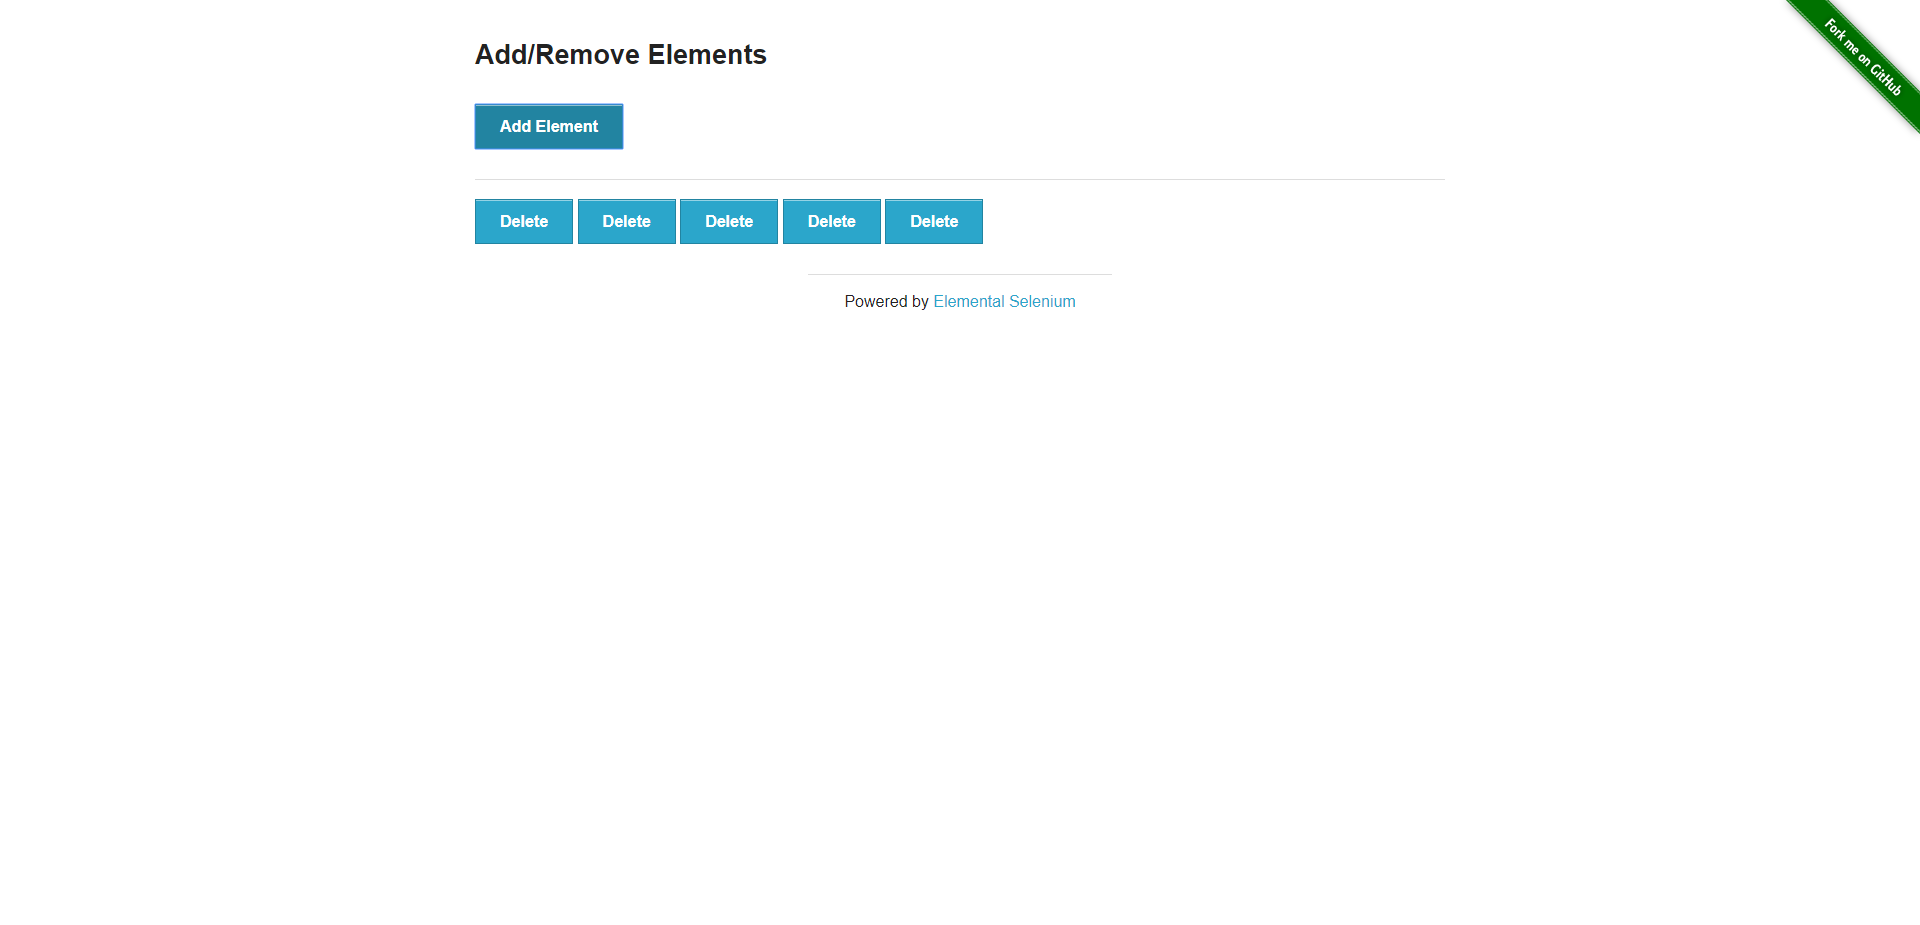 Fork me on GitHub
Add/Remove Elements
Add Element
Delete Delete Delete Delete Delete
Powered by Elemental Selenium